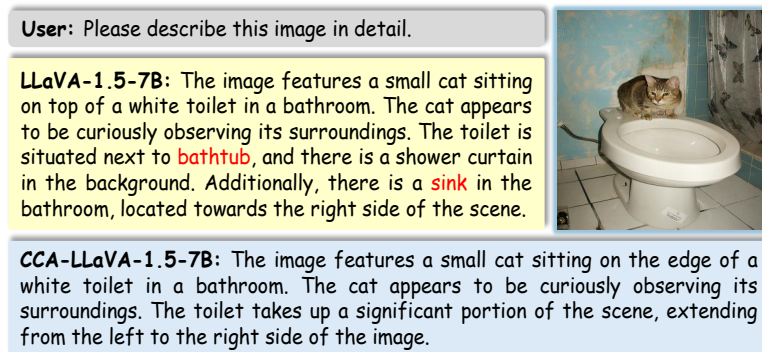 User: Please describe this image in detail.
LLaVA-1.5-7B: The image features a small cat sitting
on top of a white toilet in a bathroom. The cat appears
to be curiously observing its surroundings. The toilet is
situated next to bathtub, and there is a shower curtain
in the background. Additionally, there is a sink in the
bathroom, located towards the right side of the scene.
CCA-LLaVA-1.5-7B: The image features a small cat sitting on the edge of a
white toilet in a bathroom. The cat appears to be curiously observing its
surroundings. The toilet takes up a significant portion of the scene, extending
from the left to the right side of the image.